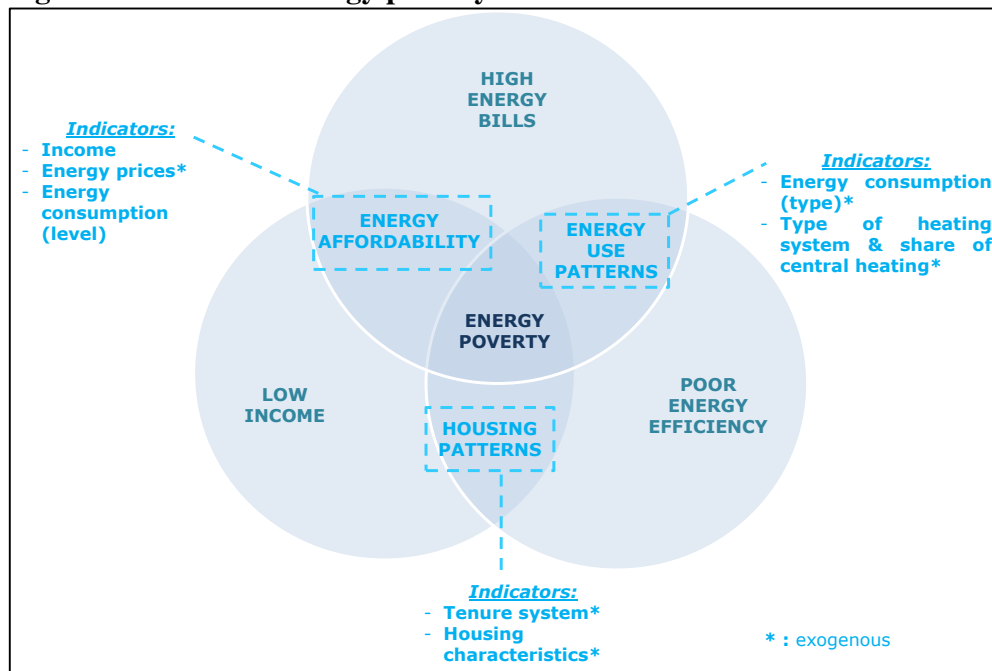 HIGH
ENERGY
BILLS
Indicators:
- Income
- Energy prices*
- Energy
consumption
(level)
Indicators:
- Energy consumption
(type)*
- Type of heating
system & share of
central heating*
ENERGY
AFFORDABILITY
ENERGY
USE
PATTERNS
ENERGY
POVERTY
LOW
INCOME
POOR
ENERGY
EFFICIENCY
HOUSING
PATTERNS
Indicators:
- Tenure system*
- Housing
characteristics*
* : exogenous